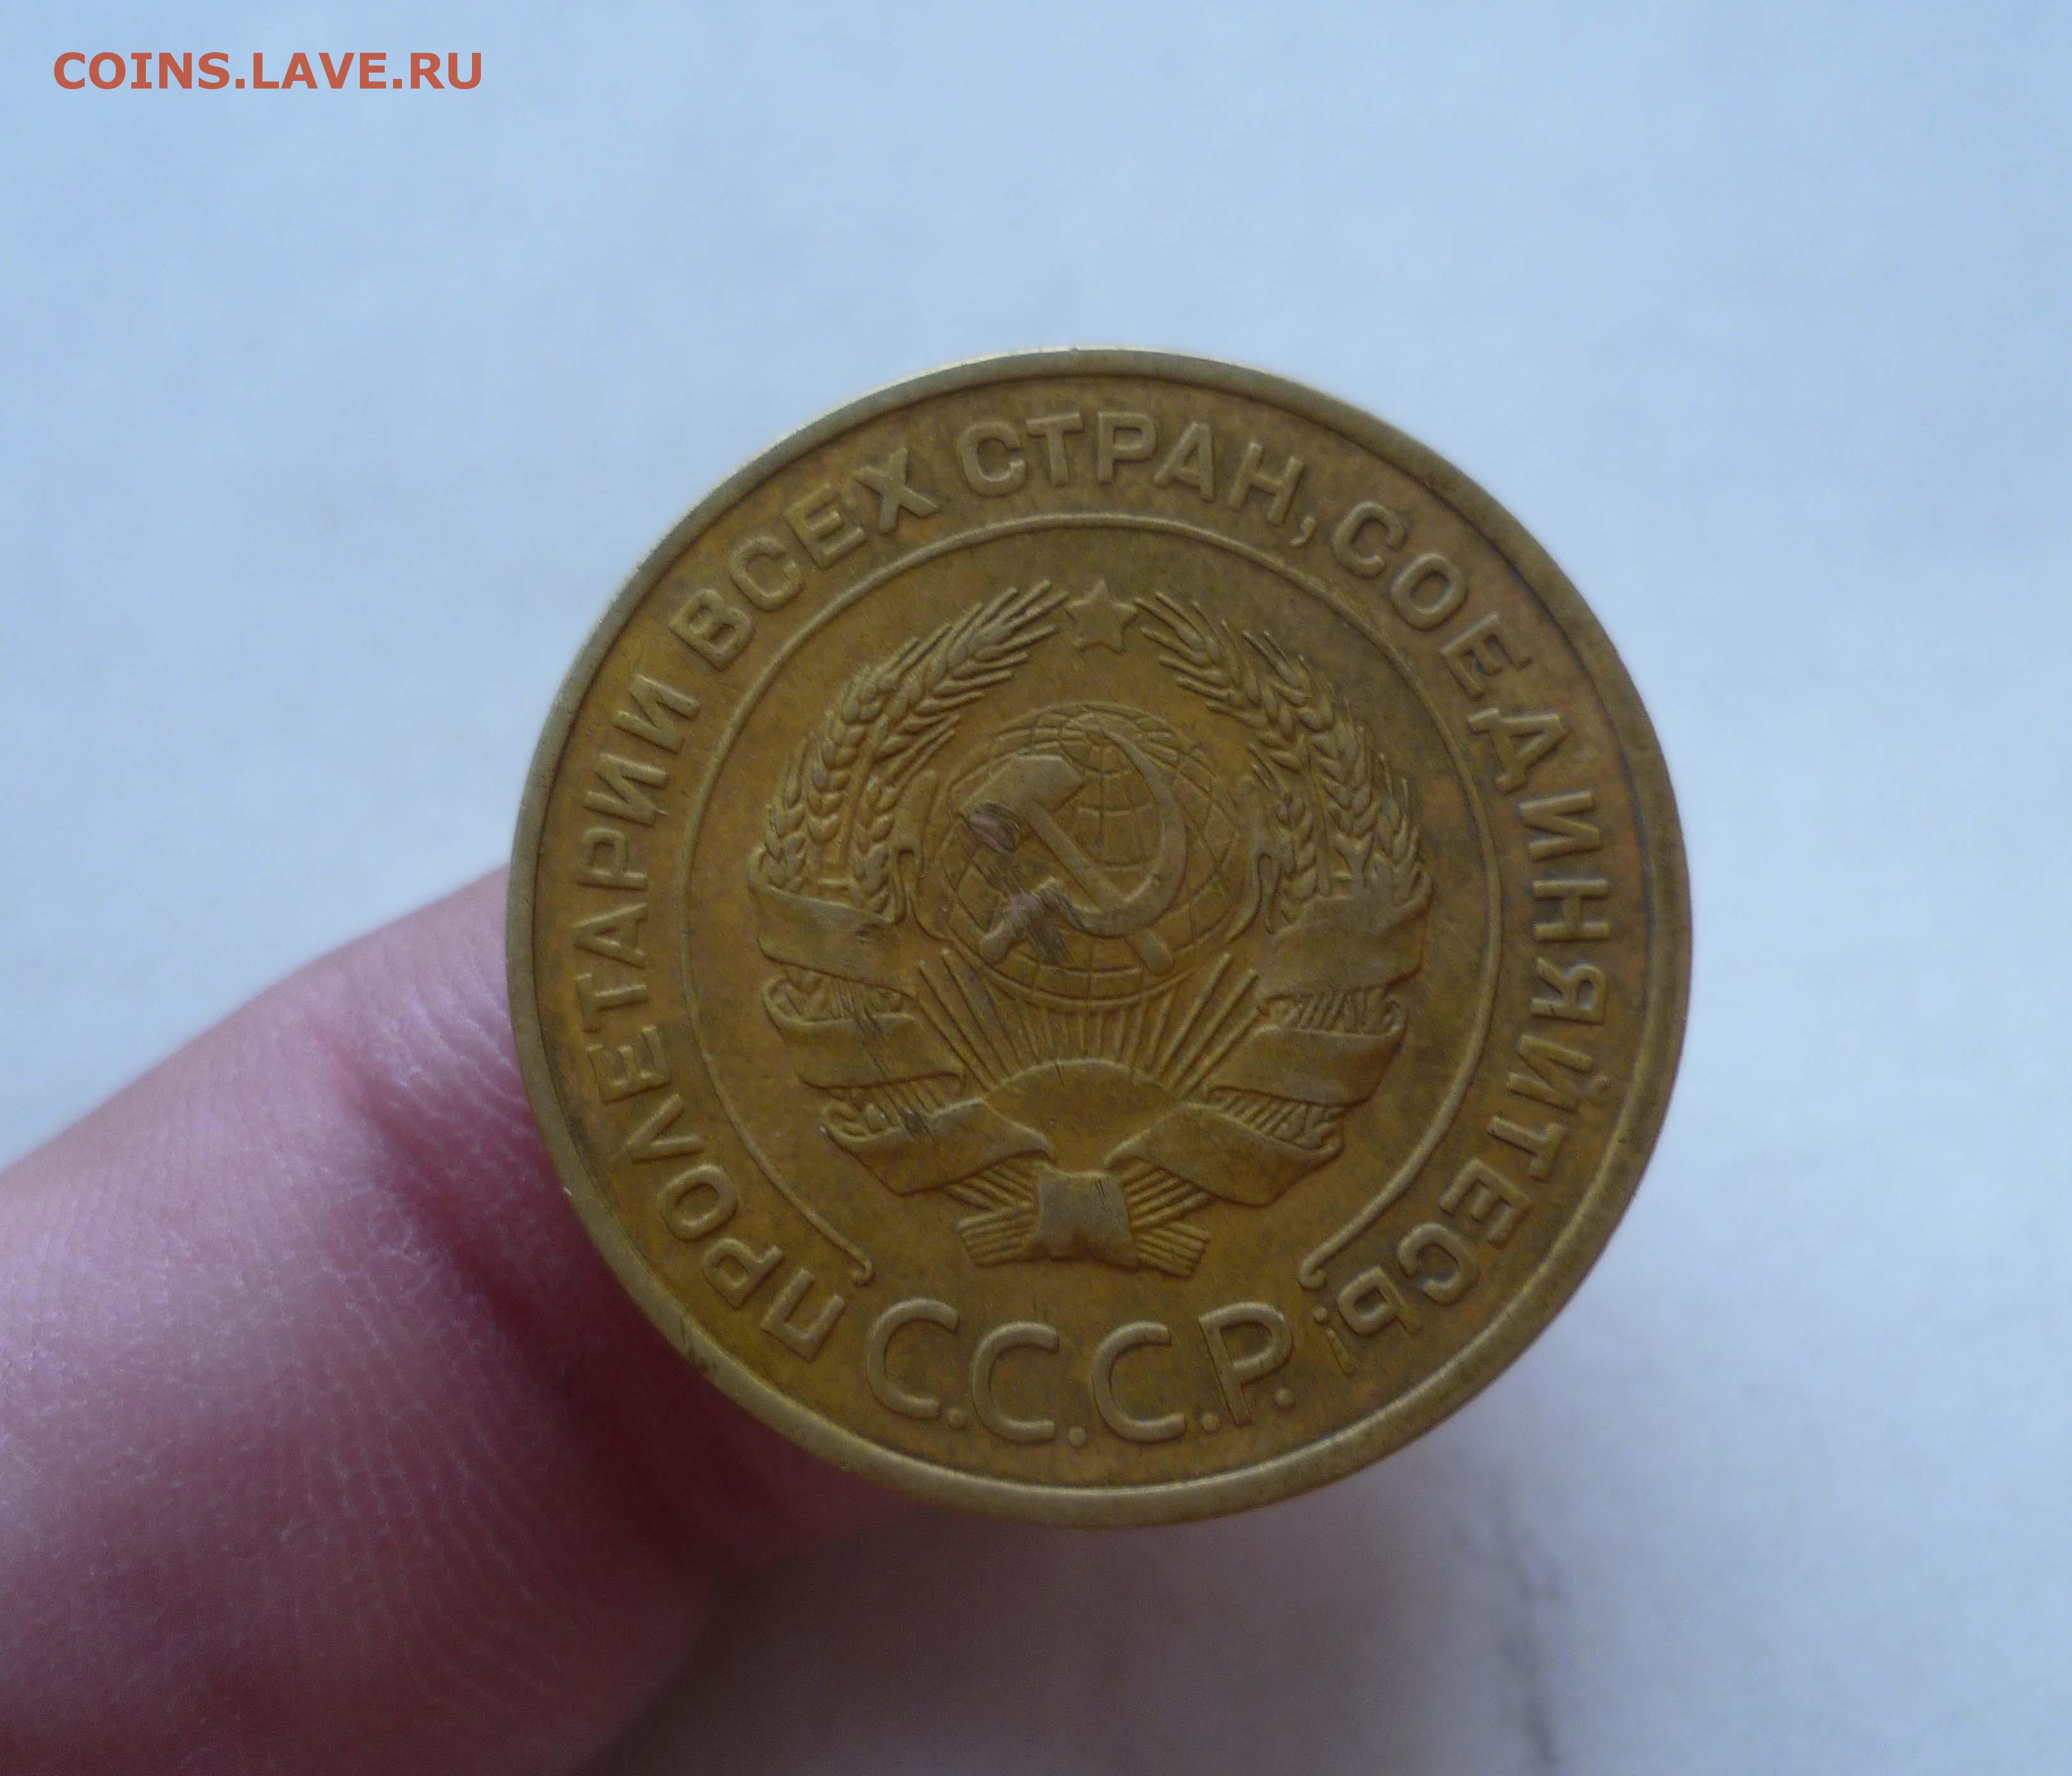 COINS.LAVE.RU
ПРОЛЕТАРИИ ВСЕХ СТРАН, СОЕДИНЯЙТЕСЬ!
С.С.С.Р.